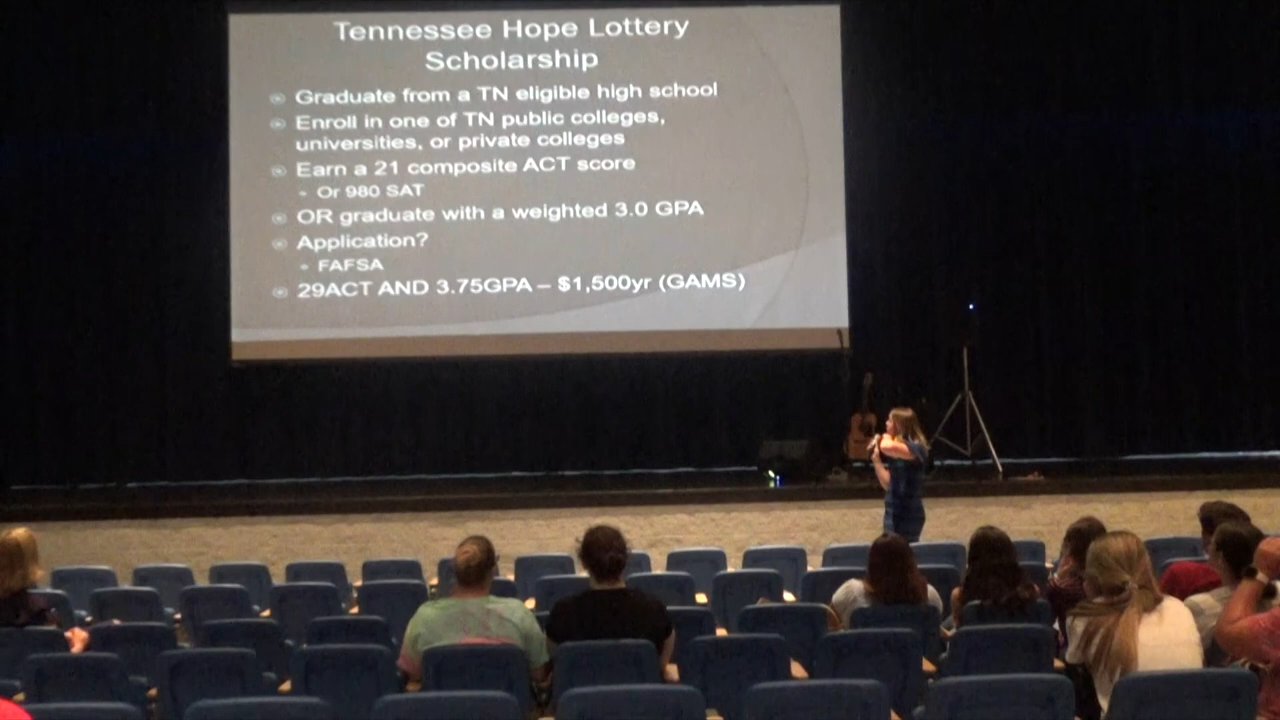 Tennessee Hope Lottery
Scholarship
Graduate from a TN eligible high school
Enroll in one of TN public colleges,
universities, or private colleges
Earn a 21 composite ACT score
- Or 980 SAT
OR graduate with a weighted 3.0 GPA
Application?
- FAFSA
29ACT AND 3.75GPA – $1,500yr (GAMS)